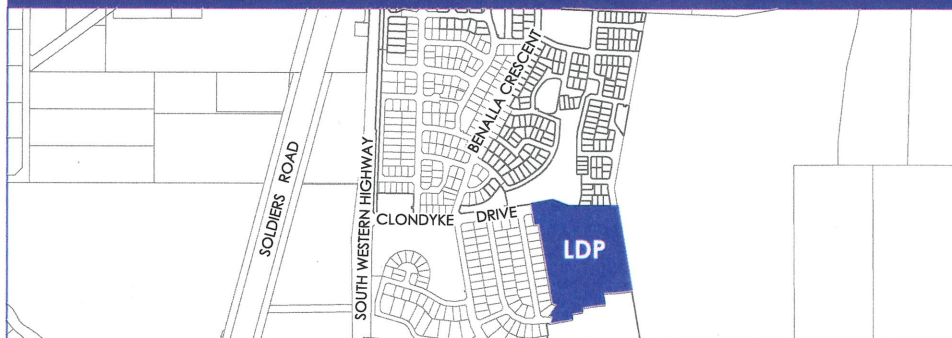 BENALLA CRESCENT
SOLDIERS ROAD
SOUTH WESTERN HIGHWAY
CLONDYKE DRIVE
LDP